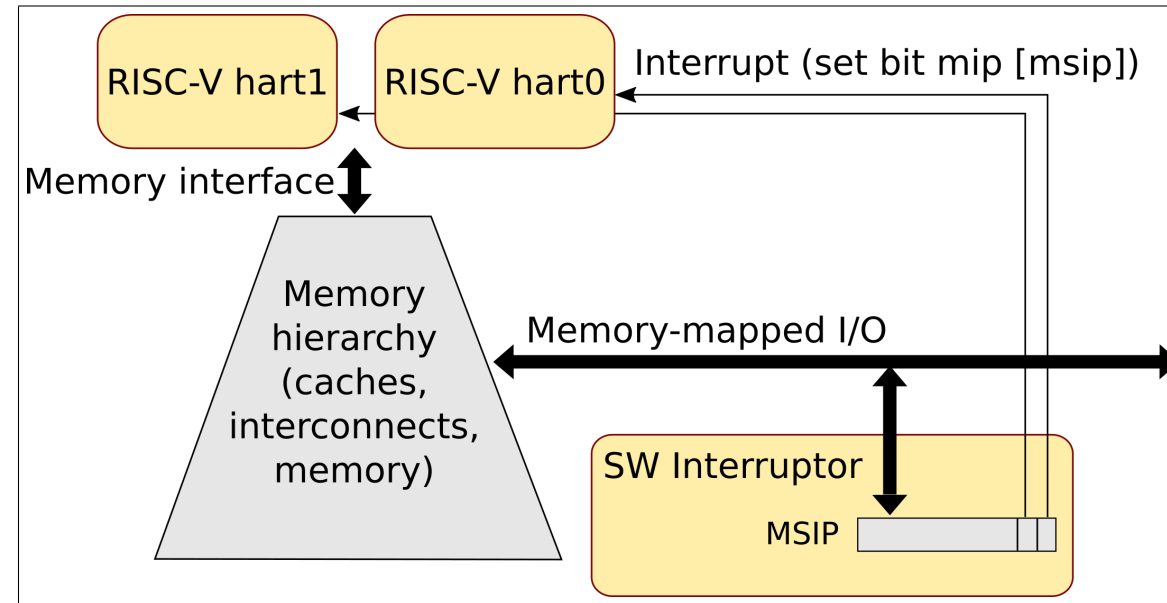 RISC-V hart1
RISC-V hart0
Interrupt (set bit mip [msip])
Memory interface
Memory
hierarchy
(caches,
interconnects,
memory)
Memory-mapped I/O
SW Interruptor
MSIP